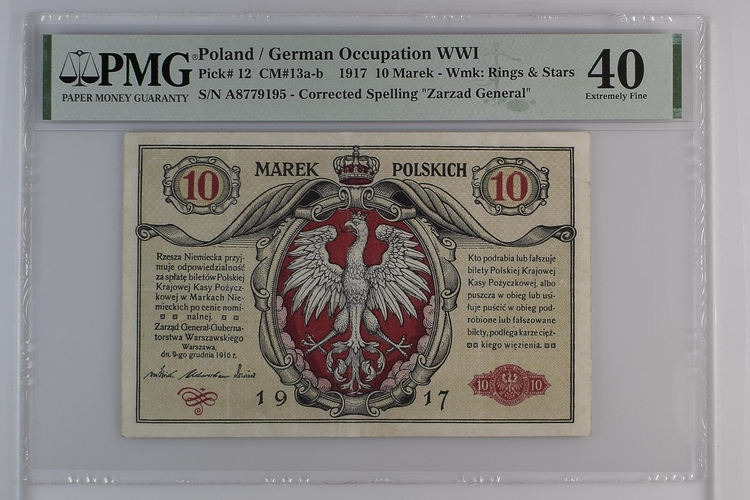 PMG
PAPER MONEY GUARANTY
Poland / German Occupation WWI
Pick# 12 CM#13a-b 1917 10 Marek - Wmk: Rings & Stars
S/N A8779195 - Corrected Spelling "Zarzad General"
40
Extremely Fine
10
MAREK POLSKICH
10
Rzesza Niemiecka przyj-
muje odpowiedzialność
za spłatę biletów Polskiej
Krajowej Kasy Pożycz-
kowej w Markach Nie-
mieckich po cenie nomi-
nalnej.
Zarząd Generał-Guberna-
torstwa Warszawskiego
Warszawa,
dn. 9-go grudnia 1916 r.
Kto podrabia lub fałszuje
bilety Polskiej Krajowej
Kasy Pożyczkowej, albo
puszcza w obieg lub usi-
łuje puścić w obieg pod-
robione lub fałszowane
bilety, podlega karze cięż-
kiego więzienia.
10 10
19 17